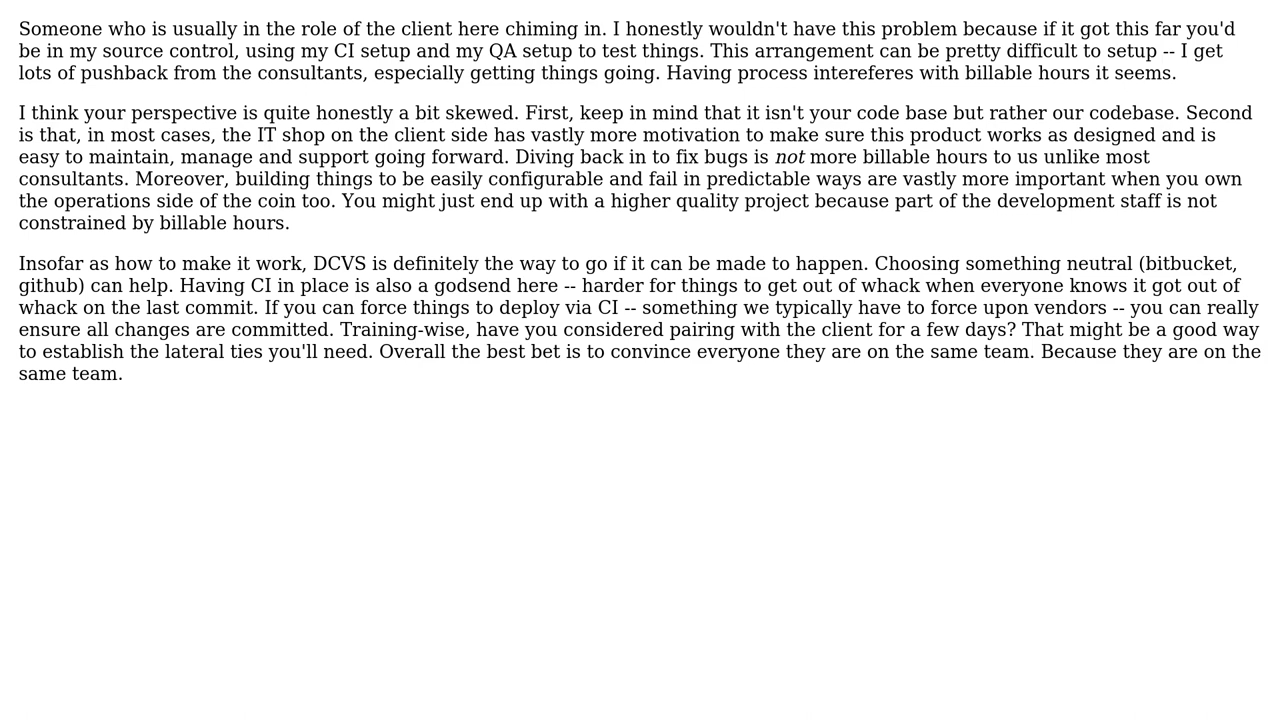 Someone who is usually in the role of the client here chiming in. I honestly wouldn't have this problem because if it got this far you'd
be in my source control, using my CI setup and my QA setup to test things. This arrangement can be pretty difficult to setup -- I get
lots of pushback from the consultants, especially getting things going. Having process intereferes with billable hours it seems.
I think your perspective is quite honestly a bit skewed. First, keep in mind that it isn't your code base but rather our codebase. Second
is that, in most cases, the IT shop on the client side has vastly more motivation to make sure this product works as designed and is
easy to maintain, manage and support going forward. Diving back in to fix bugs is not more billable hours to us unlike most
consultants. Moreover, building things to be easily configurable and fail in predictable ways are vastly more important when you own
the operations side of the coin too. You might just end up with a higher quality project because part of the development staff is not
constrained by billable hours.
Insofar as how to make it work, DCVS is definitely the way to go if it can be made to happen. Choosing something neutral (bitbucket,
github) can help. Having CI in place is also a godsend here -- harder for things to get out of whack when everyone knows it got out of
whack on the last commit. If you can force things to deploy via CI -- something we typically have to force upon vendors -- you can really
ensure all changes are committed. Training-wise, have you considered pairing with the client for a few days? That might be a good way
to establish the lateral ties you'll need. Overall the best bet is to convince everyone they are on the same team. Because they are on the
same team.